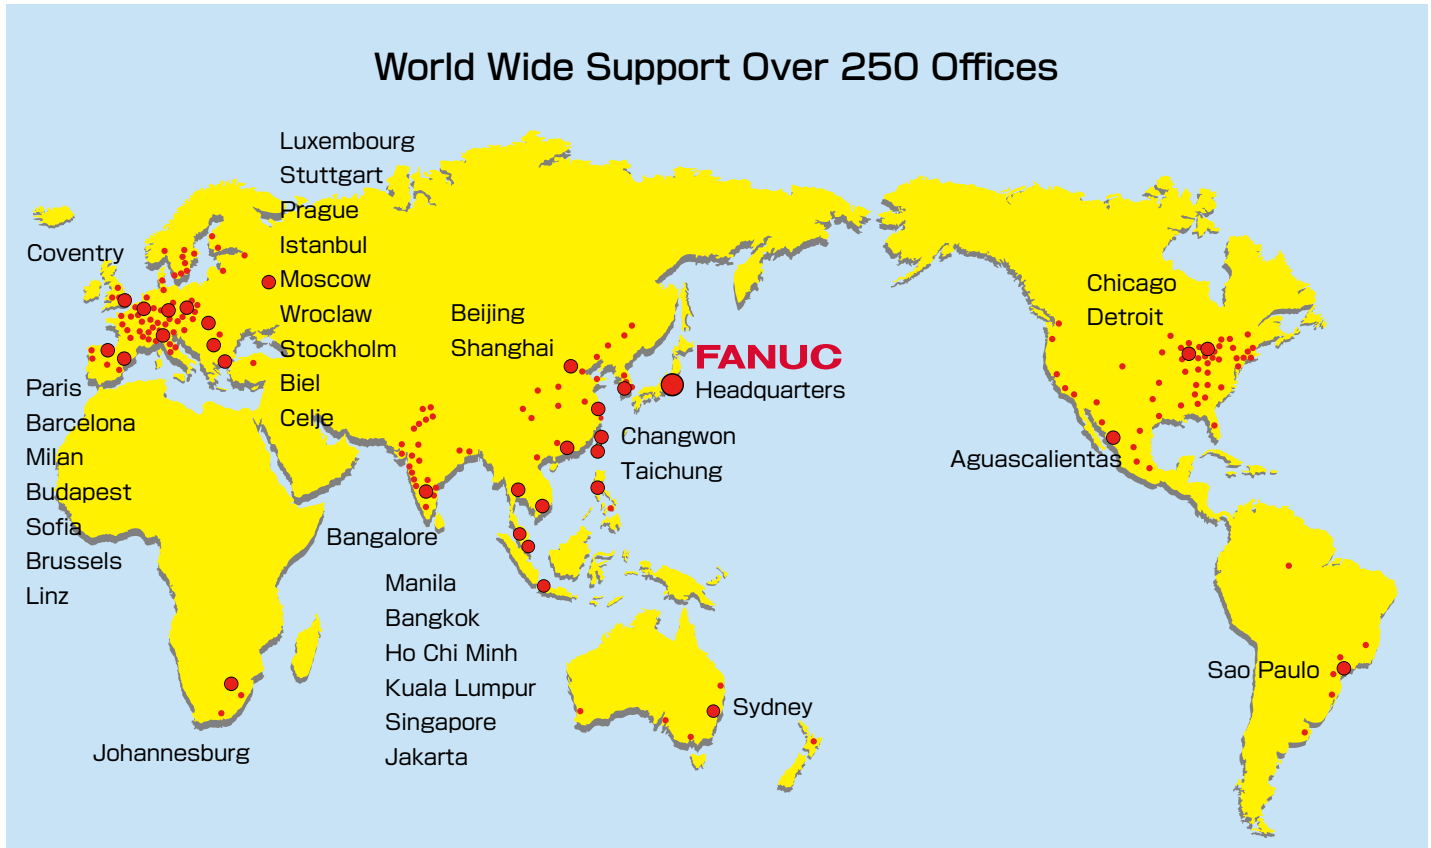 World Wide Support Over 250 Offices
Luxembourg
Stuttgart
Prague
Istanbul
Moscow
Wroclaw
Stockholm
Biel
Celje
Coventry
Paris
Barcelona
Milan
Budapest
Sofia
Brussels
Linz
Johannesburg
Beijing
Shanghai
FANUC
Headquarters
Changwon
Taichung
Bangalore
Manila
Bangkok
Ho Chi Minh
Kuala Lumpur
Singapore
Jakarta
Sydney
Chicago
Detroit
Aguascalientas
Sao Paulo